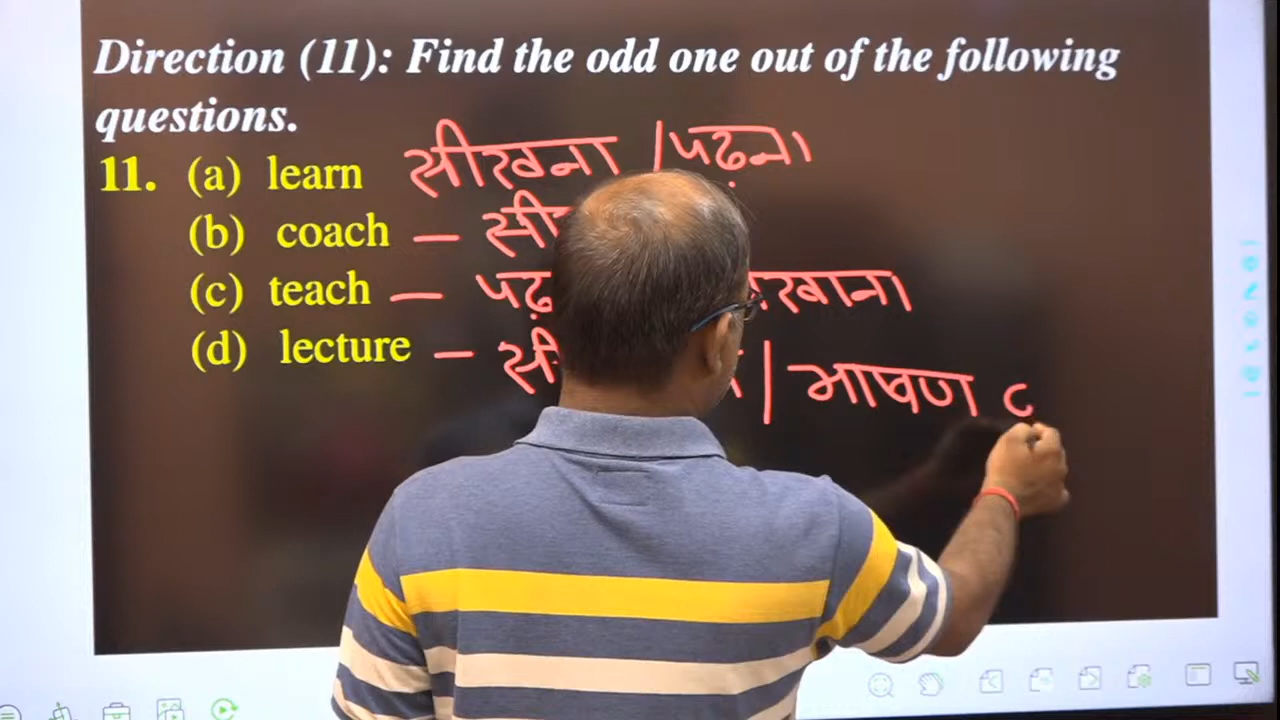 Direction (11): Find the odd one out of the following
questions.
11. (a) learn सीखना / पढ़ना
(b) coach –
(c) teach –
(d) lecture – | भाषण